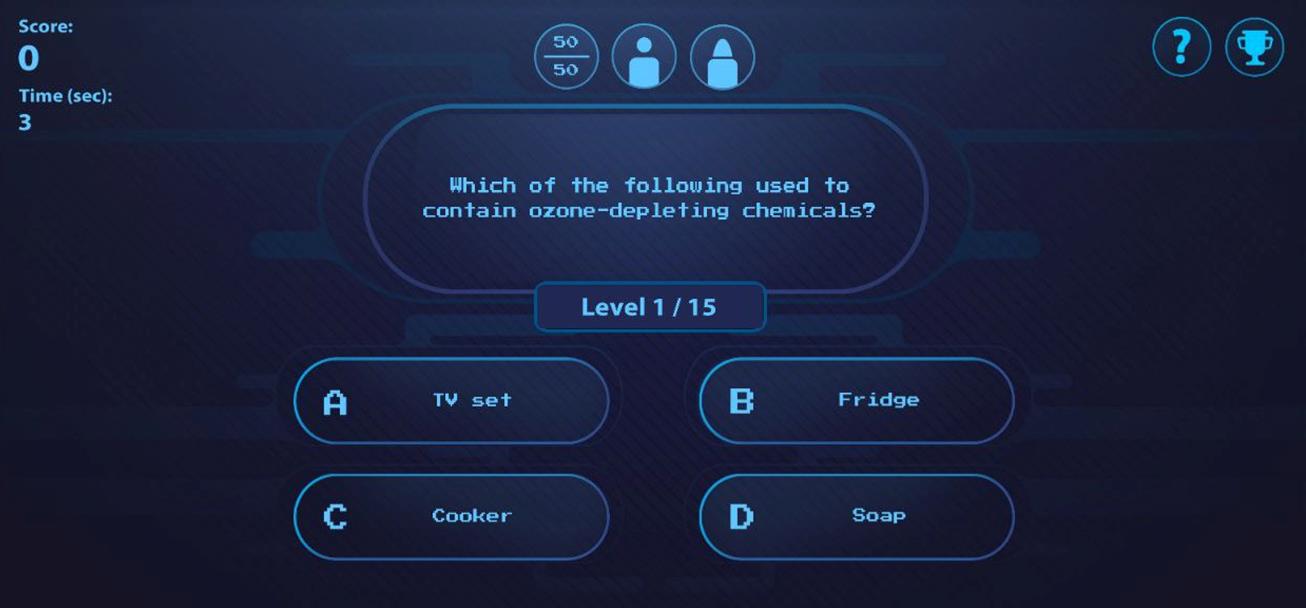 Score:
0
Time (sec):
3
50
50
?
Which of the following used to
contain ozone-depleting chemicals?
Level 1 / 15
A TV set
B Fridge
C Cooker
D Soap